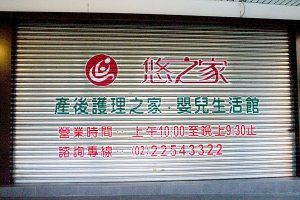 悠之家
產後護理之家·嬰兒生活館
營業時間…上午10:00至晚上9:30止
諮詢專線…(02)22543322